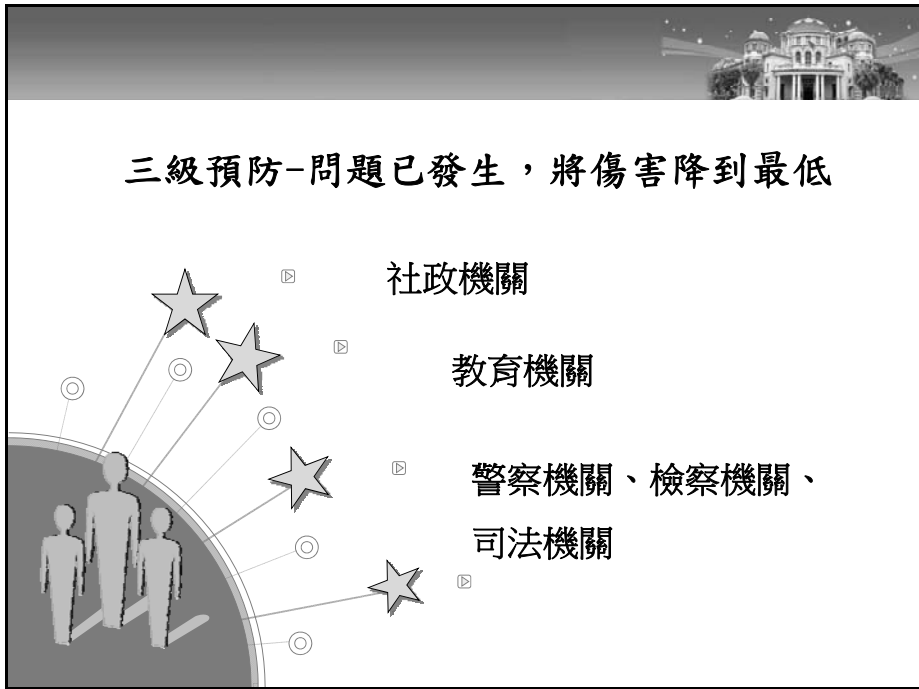 三級預防-問題已發生，將傷害降到最低
社政機關
教育機關
警察機關、檢察機關、
司法機關